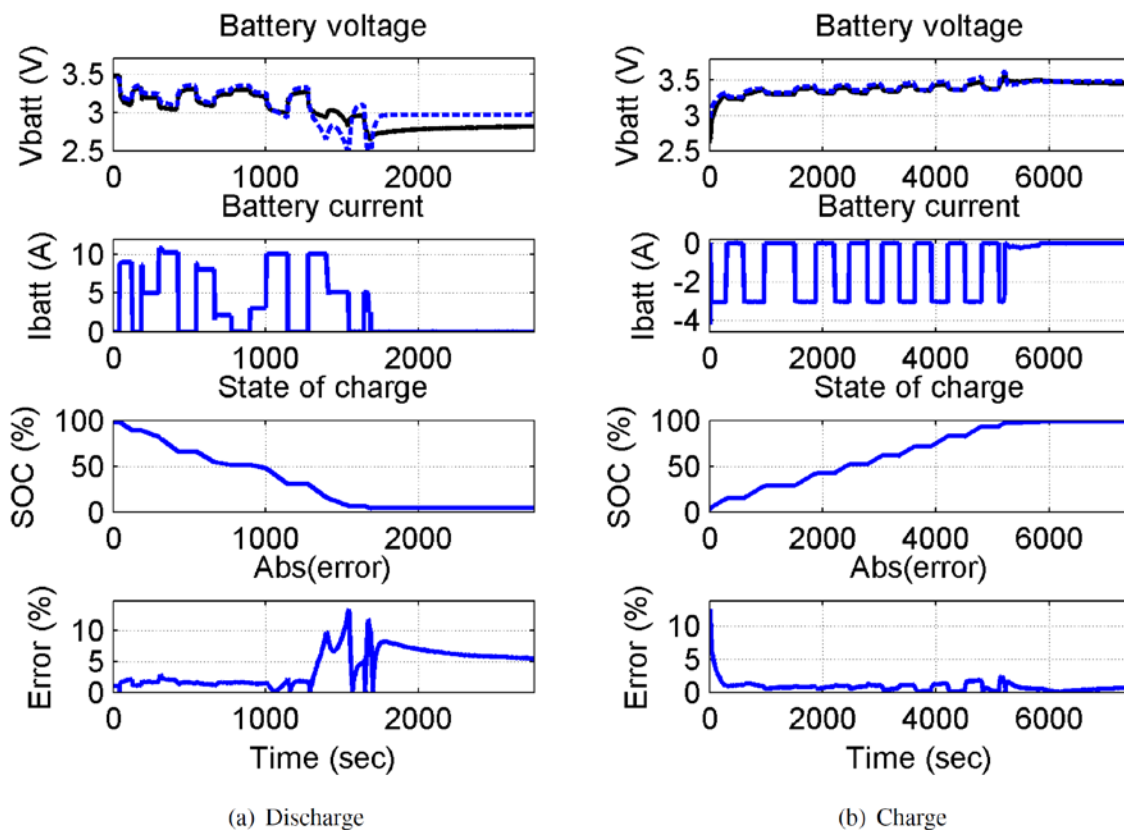 Battery voltage
Vbatt (V)
3.5
3
2.5
0 1000 2000
Battery current
Ibatt (A)
10
5
0
0 1000 2000
State of charge
SOC (%)
100
50
0
0 1000 2000
Abs(error)
Error (%)
10
5
0
0 1000 2000
Time (sec)
(a) Discharge
Battery voltage
Vbatt (V)
3.5
3
2.5
0 2000 4000 6000
Battery current
Ibatt (A)
0
-2
-4
0 2000 4000 6000
State of charge
SOC (%)
100
50
0
0 2000 4000 6000
Abs(error)
Error (%)
10
5
0
0 2000 4000 6000
Time (sec)
(b) Charge